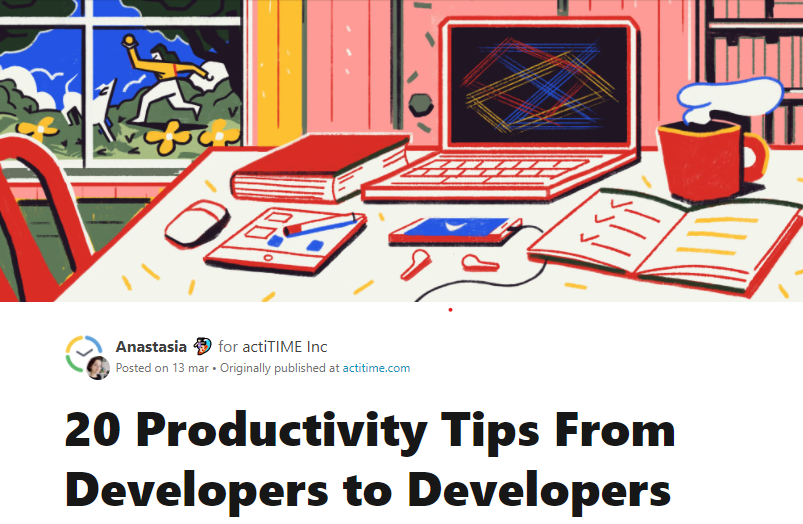 Anastasia for actiTIME Inc
Posted on 13 mar • Originally published at actitime.com
20 Productivity Tips From
Developers to Developers